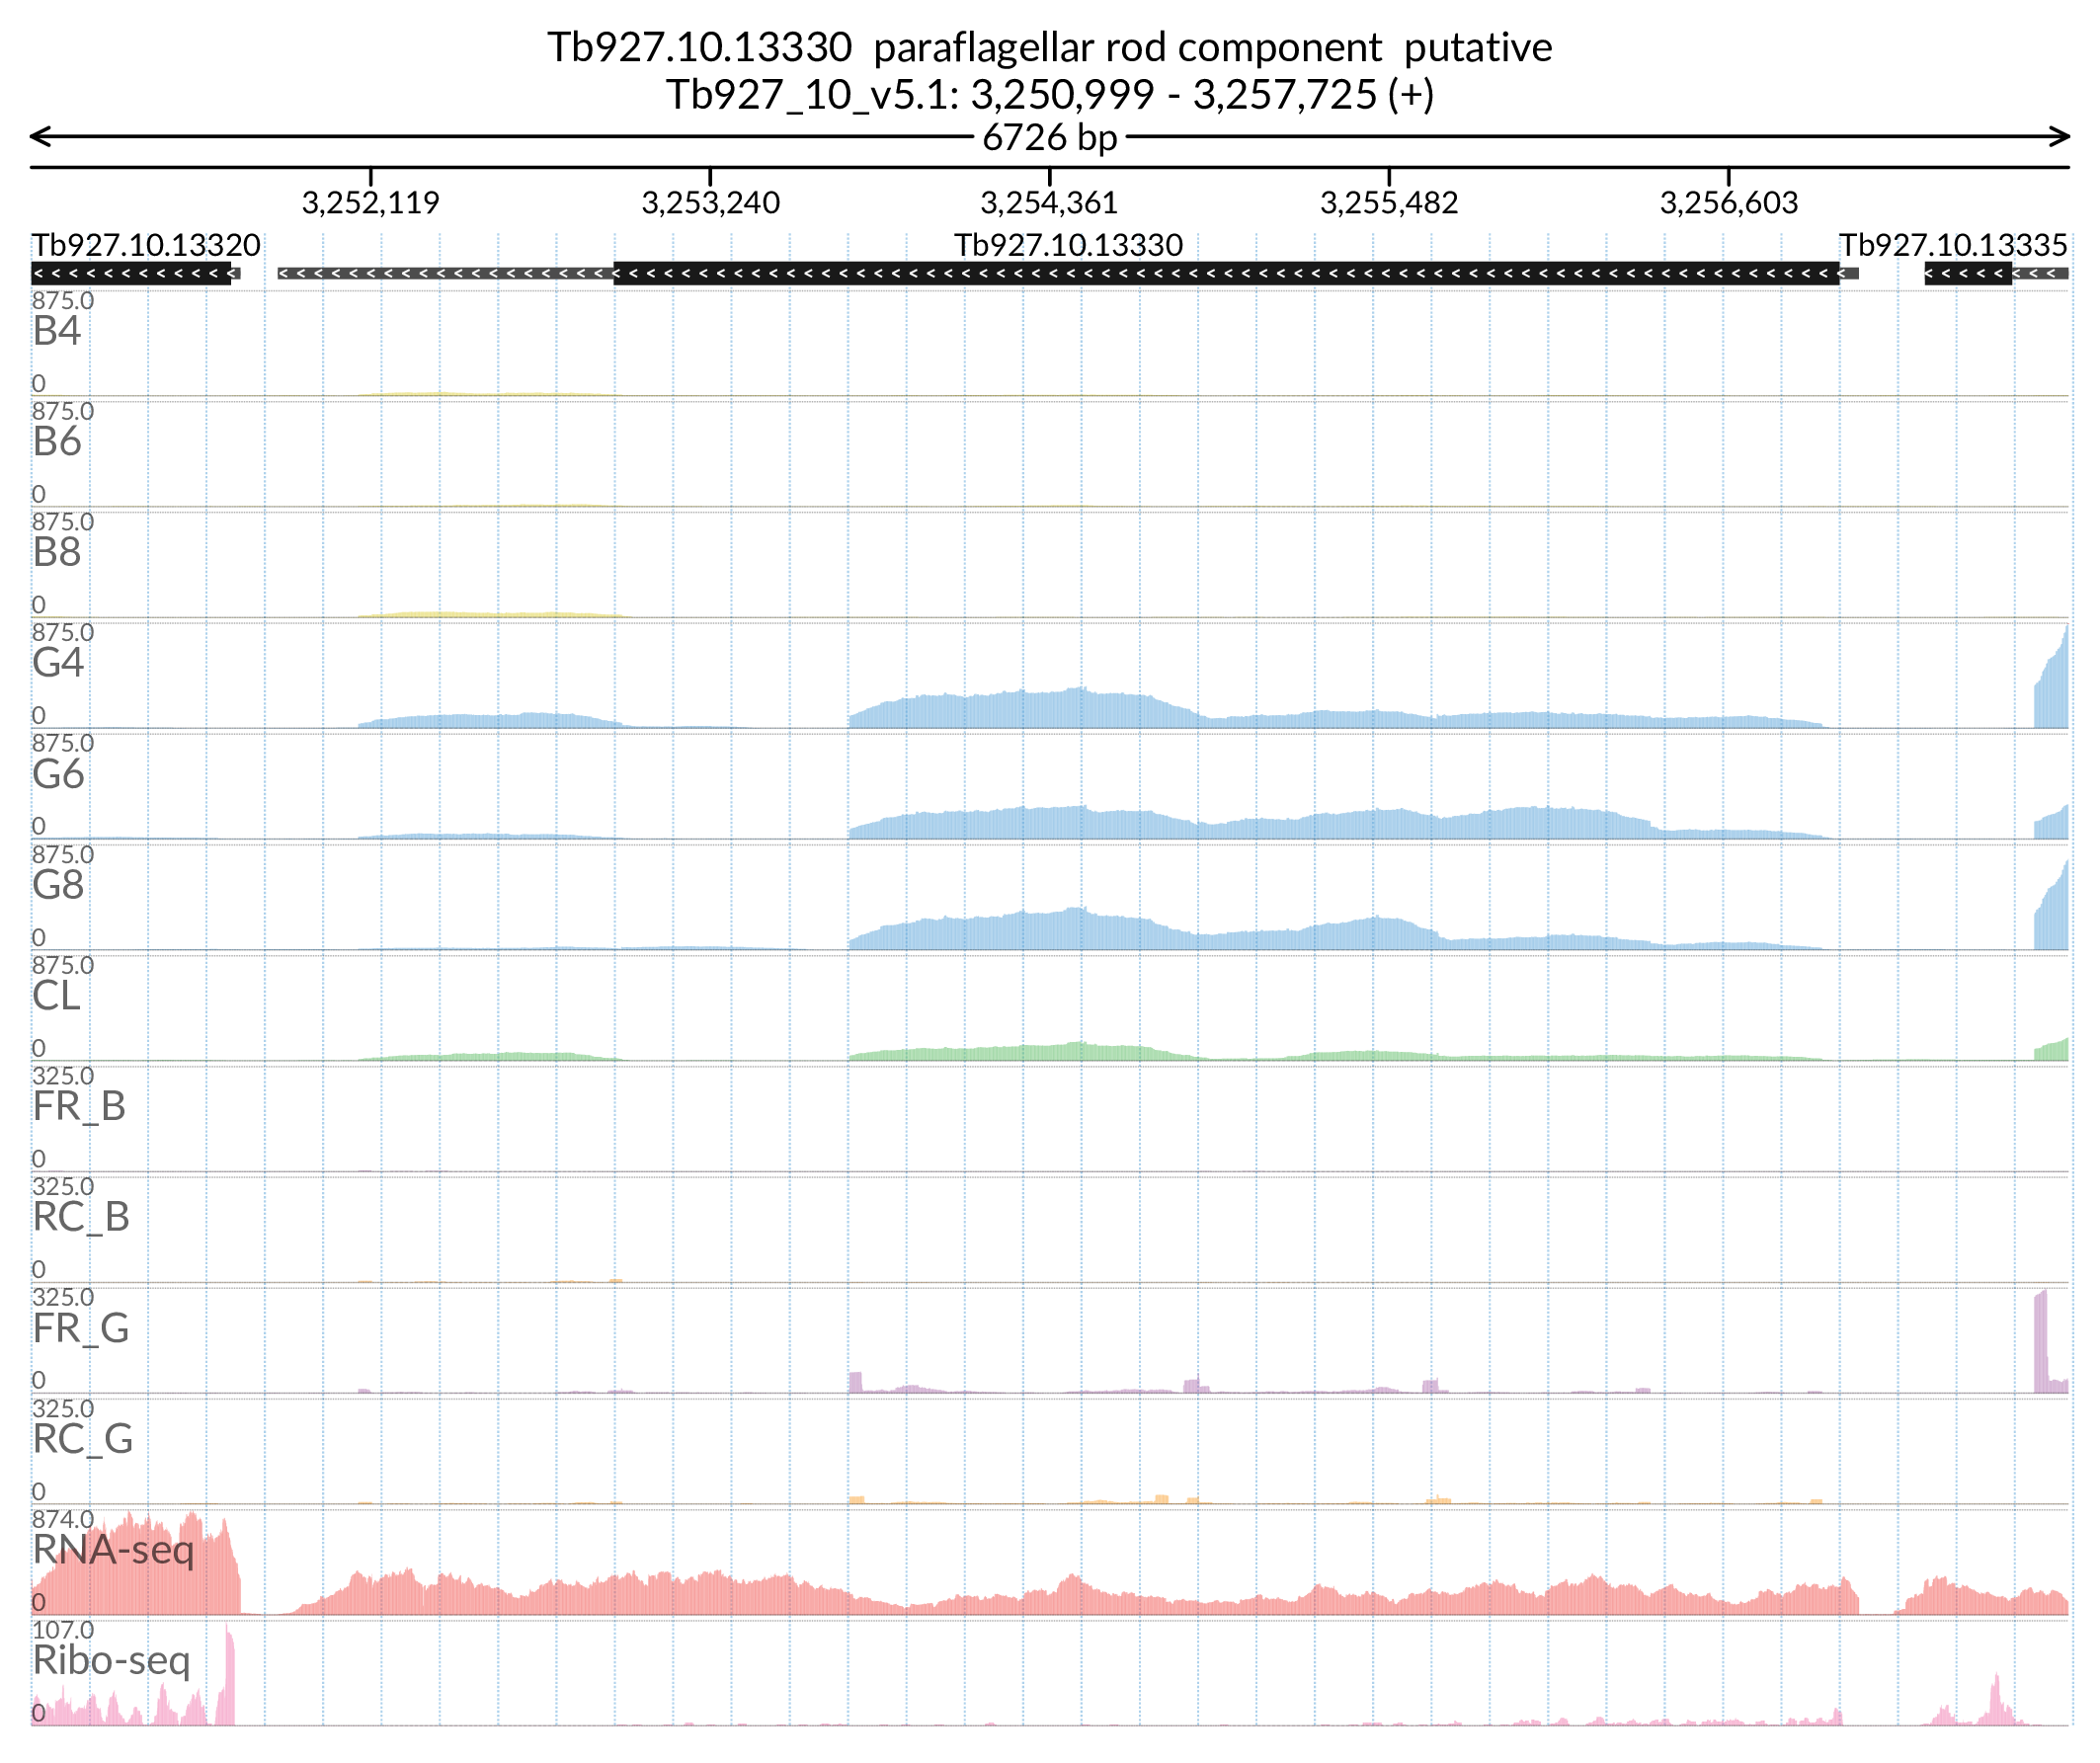 Tb927.10.13330  paraflagellar rod component  putative
Tb927_10_v5.1: 3,250,999 - 3,257,725 (+)
6726 bp
3,252,119 3,253,240 3,254,361 3,255,482 3,256,603
Tb927.10.13320 Tb927.10.13330 Tb927.10.13335
875.0
B4
0
875.0
B6
0
875.0
B8
0
875.0
G4
0
875.0
G6
0
875.0
G8
0
875.0
CL
0
325.0
FR_B
0
325.0
RC_B
0
325.0
FR_G
0
325.0
RC_G
0
874.0
RNA-seq
0
107.0
Ribo-seq
0